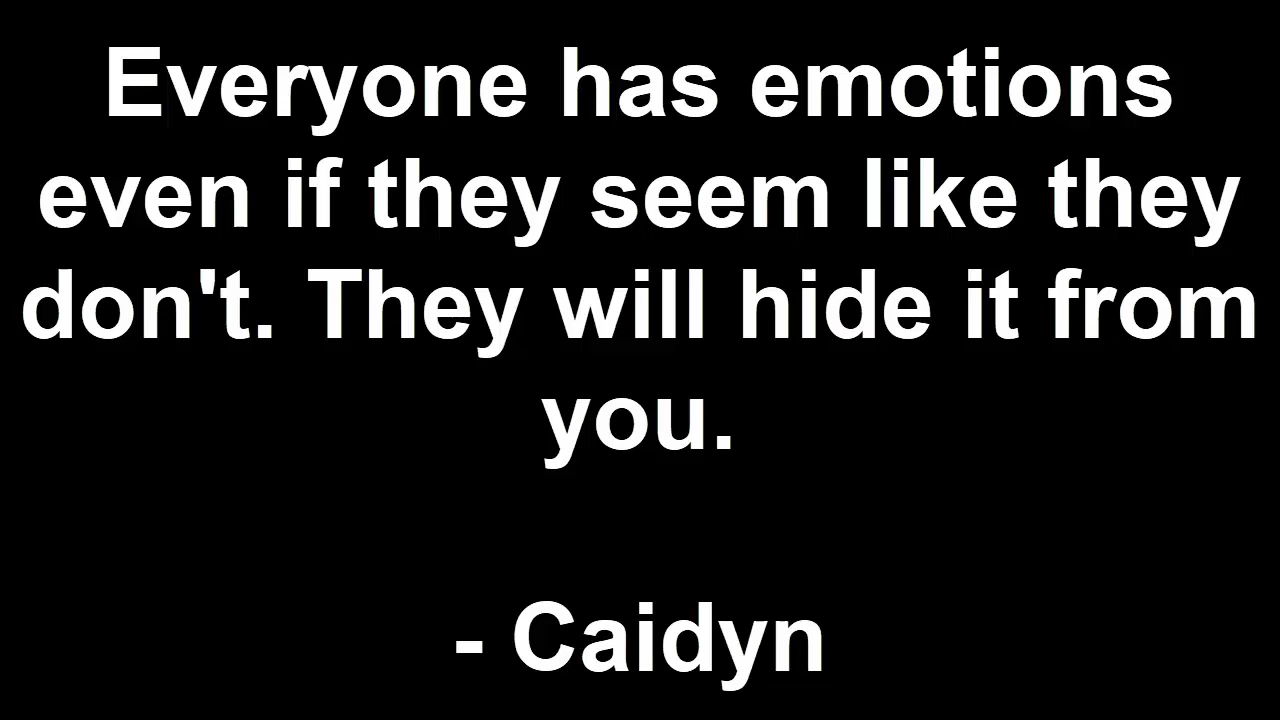 Everyone has emotions
even if they seem like they
don't. They will hide it from
you.
- Caidyn